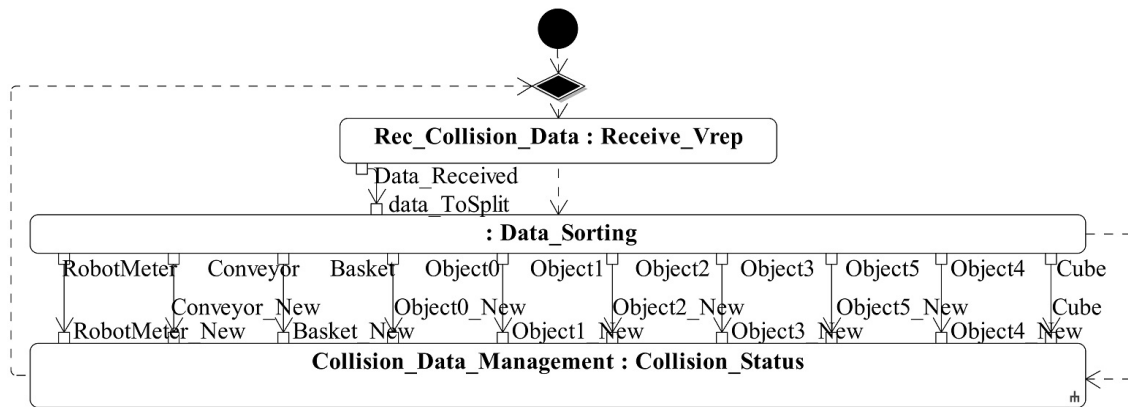 Rec_Collision_Data : Receive_Vrep
Data_Received
data_ToSplit
: Data_Sorting
RobotMeter Conveyor Basket Object0 Object1 Object2 Object3 Object5 Object4 Cube
Conveyor_New Object0_New Object2_New Object5_New Cube
RobotMeter_New Basket_New Object1_New Object3_New Object4_New
Collision_Data_Management : Collision_Status